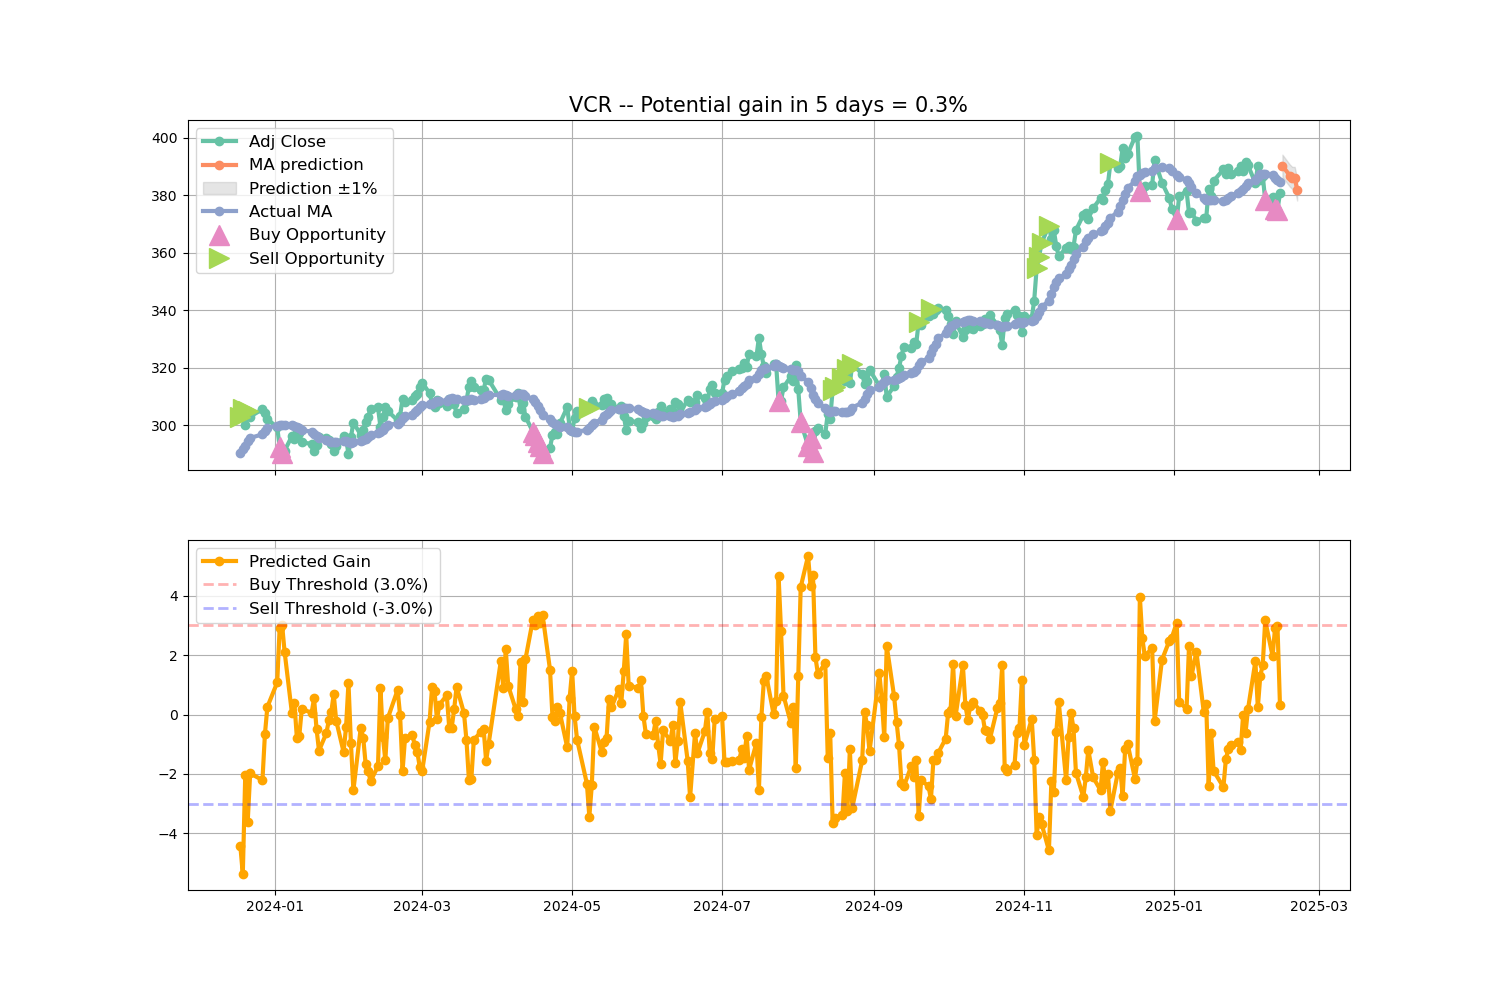 VCR -- Potential gain in 5 days = 0.3%
400
380
360
340
320
300
Adj Close
MA prediction
Prediction ±1%
Actual MA
Buy Opportunity
Sell Opportunity
4
2
0
−2
−4
Predicted Gain
Buy Threshold (3.0%)
Sell Threshold (-3.0%)
2024-01
2024-03
2024-05
2024-07
2024-09
2024-11
2025-01
2025-03